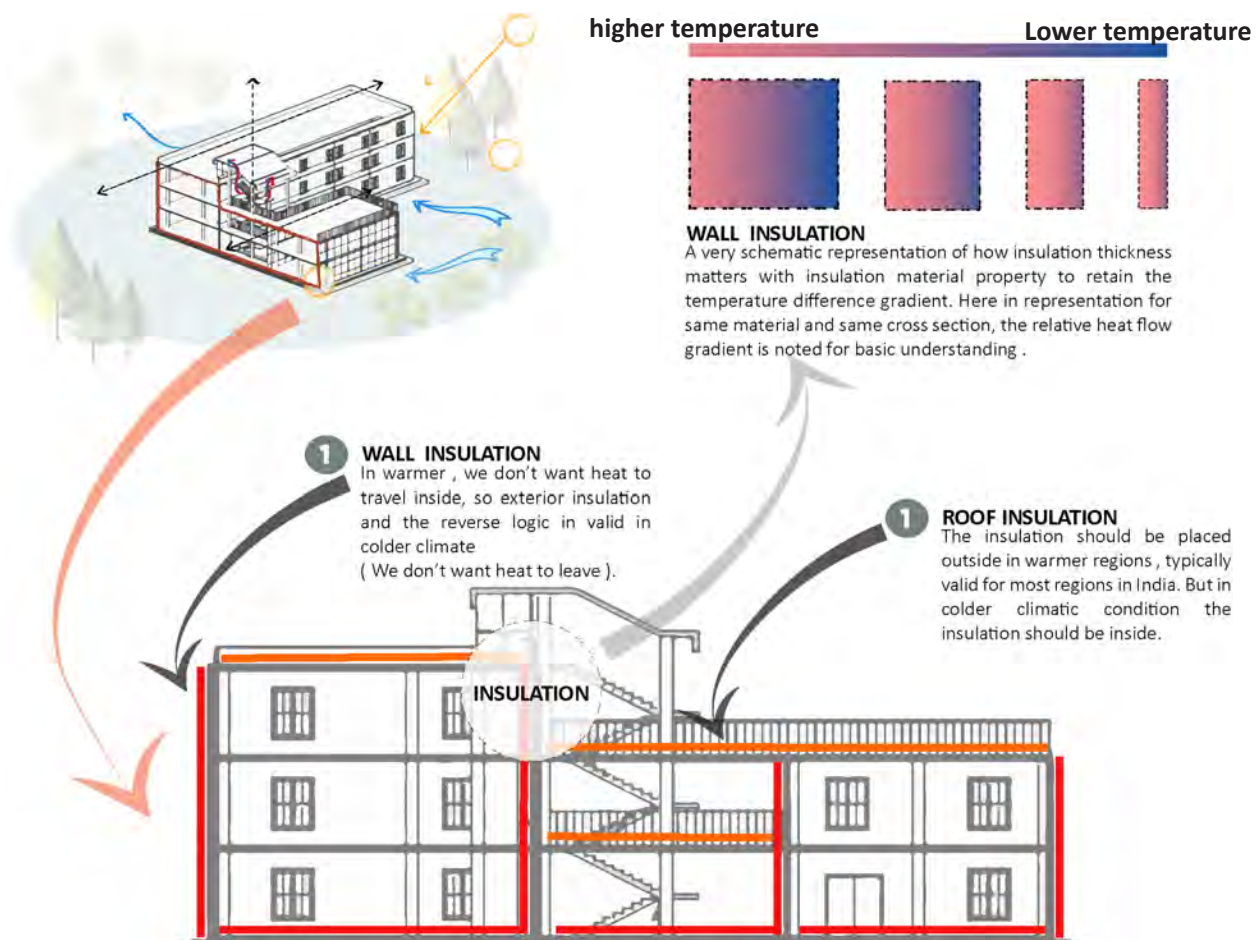 higher temperature
Lower temperature
WALL INSULATION
A very schematic representation of how insulation thickness
matters with insulation material property to retain the
temperature difference gradient. Here in representation for
same material and same cross section, the relative heat flow
gradient is noted for basic understanding .
1
WALL INSULATION
In warmer , we don't want heat to
travel inside, so exterior insulation
and the reverse logic in valid in
colder climate
( We don't want heat to leave ).
1
ROOF INSULATION
The insulation should be placed
outside in warmer regions , typically
valid for most regions in India. But in
colder climatic condition the
insulation should be inside.
INSULATION